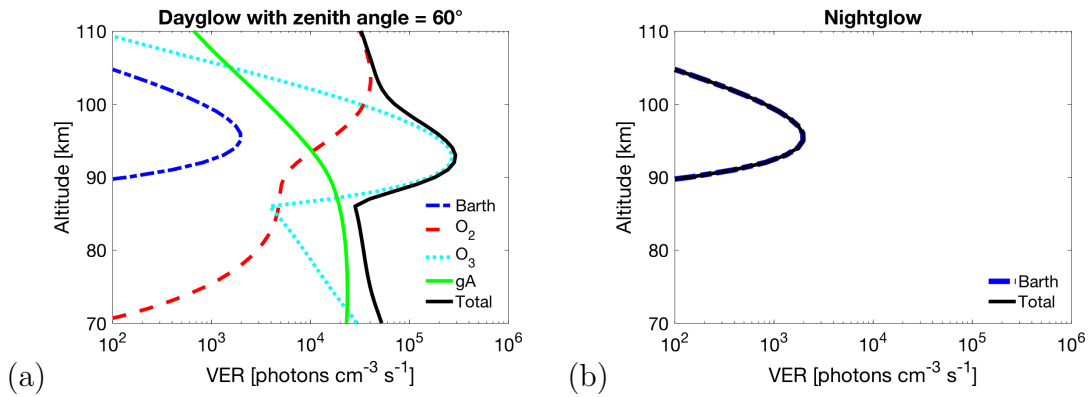 Dayglow with zenith angle = 60°
110
100
90
80
70
Altitude [km]
Barth
O2
O3
gA
Total
10^2 10^3 10^4 10^5 10^6
VER [photons cm^-3 s^-1]
(a)
Nightglow
110
100
90
80
70
Altitude [km]
Barth
Total
10^2 10^3 10^4 10^5 10^6
VER [photons cm^-3 s^-1]
(b)